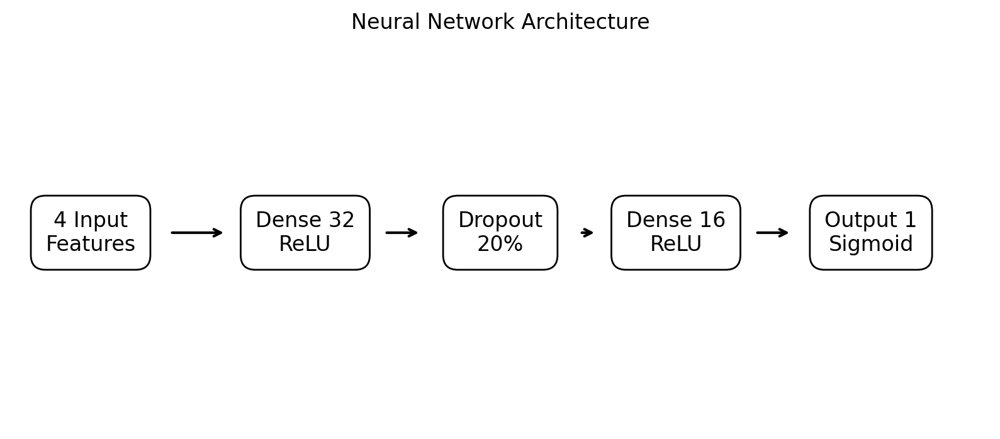 Neural Network Architecture
4 Input
Features
Dense 32
ReLU
Dropout
20%
Dense 16
ReLU
Output 1
Sigmoid